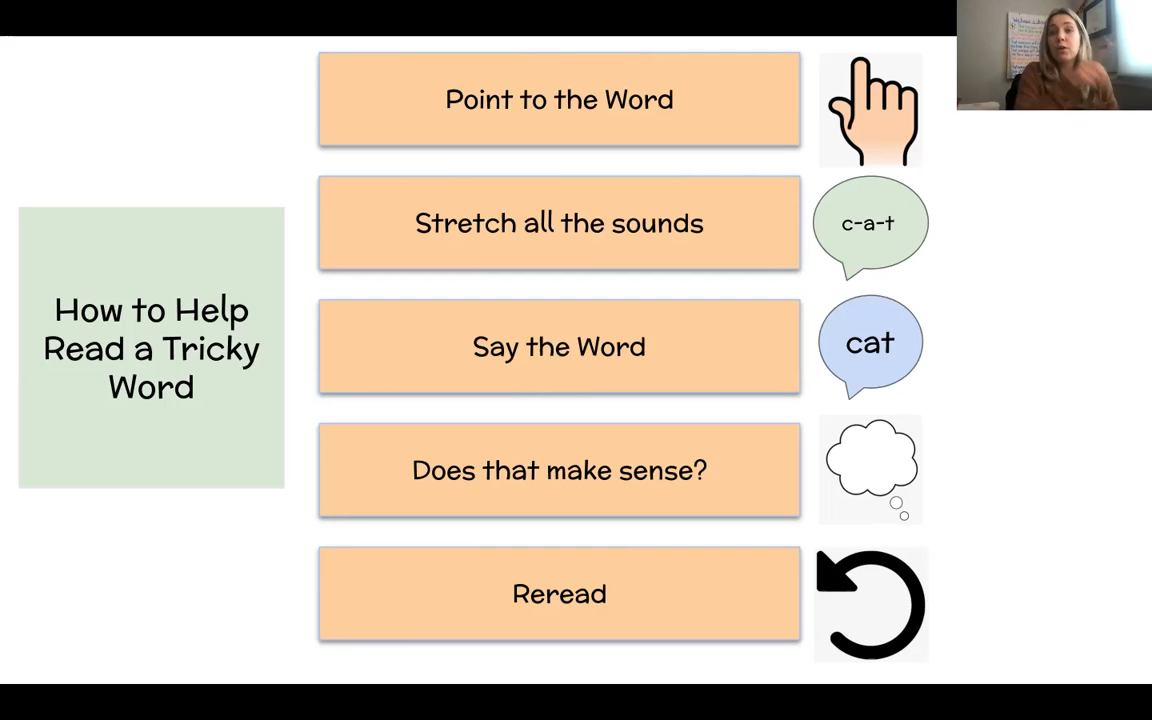 How to Help
Read a Tricky
Word
Point to the Word
Stretch all the sounds
c-a-t
Say the Word
cat
Does that make sense?
Reread